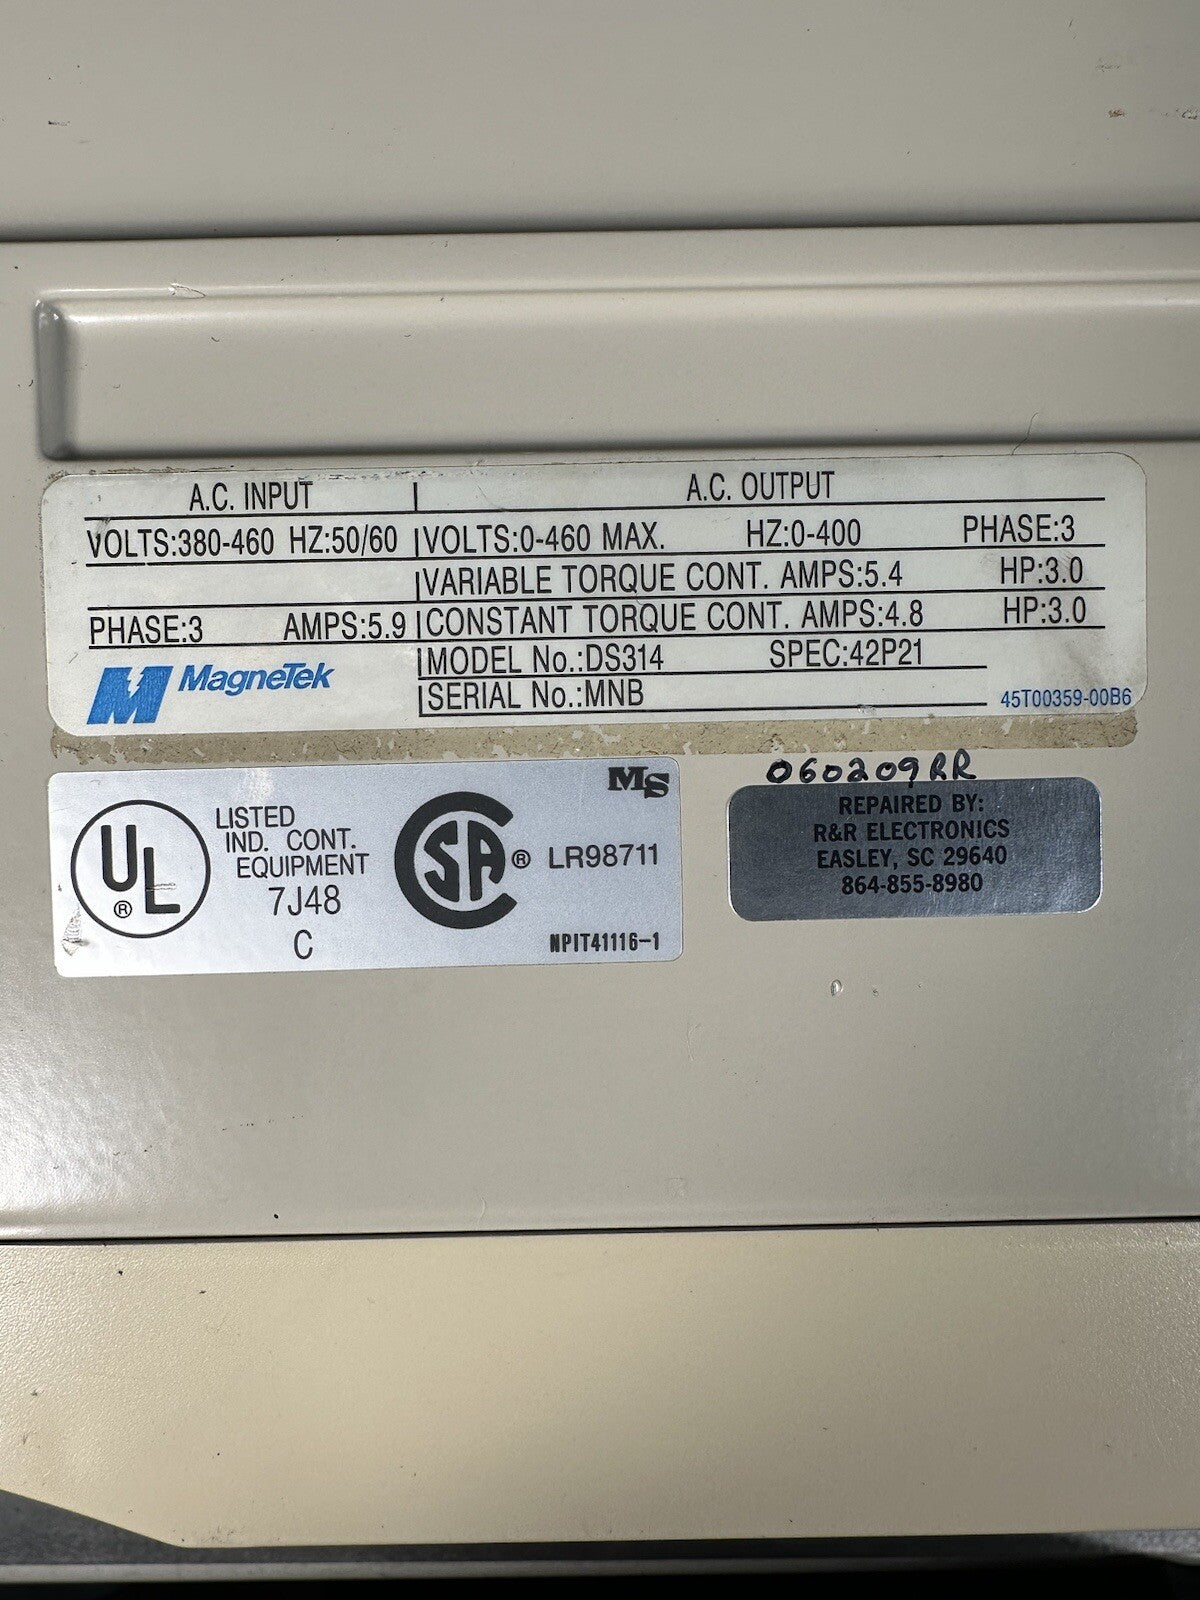 A.C. INPUT A.C. OUTPUT
VOLTS:380-460 HZ:50/60 VOLTS:0-460 MAX. HZ:0-400 PHASE:3
VARIABLE TORQUE CONT. AMPS:5.4 HP:3.0
PHASE:3 AMPS:5.9 CONSTANT TORQUE CONT. AMPS:4.8 HP:3.0
MODEL No.:DS314 SPEC:42P21
MagneTek
SERIAL No.:MNB
45T00359-00B6
060209RR
MS
UL
®
LISTED
IND. CONT.
EQUIPMENT
7J48
C
CSA ® LR98711
NPIT41116-1
REPAIRED BY:
R&R ELECTRONICS
EASLEY, SC 29640
864-855-8980